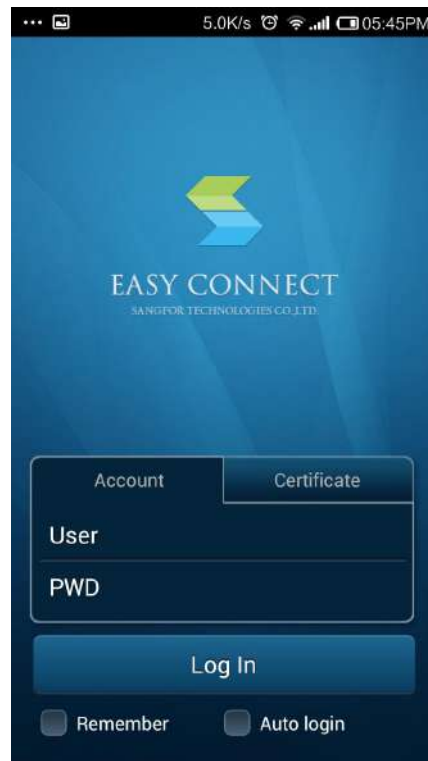 ... 5.0K/s 05:45PM
EASY CONNECT
SANGFOR TECHNOLOGIES CO.,LTD
Account Certificate
User
PWD
Log In
Remember Auto login